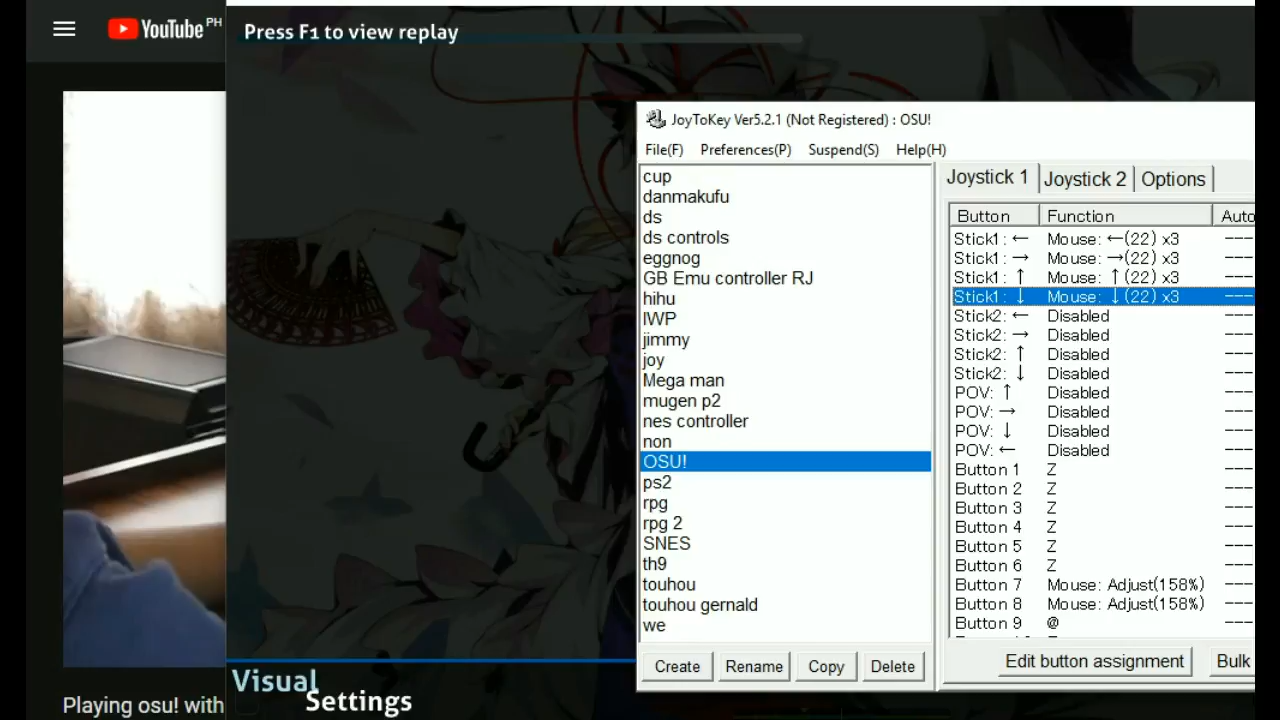 YouTube PH
Press F1 to view replay
JoyToKey Ver5.2.1 (Not Registered) : OSU!
File(F) Preferences(P) Suspend(S) Help(H)
cup
danmakufu
ds
ds controls
eggnog
GB Emu controller RJ
hihu
IWP
jimmy
joy
Mega man
mugen p2
nes controller
non
OSU!
ps2
rpg
rpg 2
SNES
th9
touhou
touhou gernald
we
Create Rename Copy Delete
Joystick 1 Joystick 2 Options
Button Function Auto
Stick1: ← Mouse: ←(22) x3 ---
Stick1: → Mouse: →(22) x3 ---
Stick1: ↑ Mouse: ↑(22) x3 ---
Stick1: ↓ Mouse: ↓(22) x3 ---
Stick2: ← Disabled ---
Stick2: → Disabled ---
Stick2: ↑ Disabled ---
Stick2: ↓ Disabled ---
POV: ↑ Disabled ---
POV: → Disabled ---
POV: ↓ Disabled ---
POV: ← Disabled ---
Button 1 Z ---
Button 2 Z ---
Button 3 Z ---
Button 4 Z ---
Button 5 Z ---
Button 6 Z ---
Button 7 Mouse: Adjust(158%) ---
Button 8 Mouse: Adjust(158%) ---
Button 9 @ ---
Edit button assignment Bulk
Visual
Settings
Playing osu! with